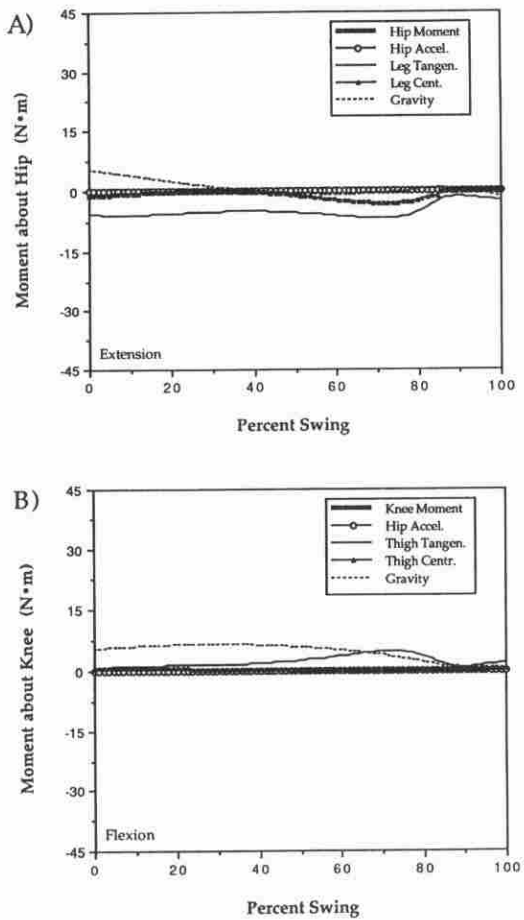 A)
Moment about Hip (N•m)
45
30
15
0
-15
-30
-45
Hip Moment
Hip Accel.
Leg Tangen.
Leg Cent.
Gravity
Extension
0 20 40 60 80 100
Percent Swing
B)
Moment about Knee (N•m)
45
30
15
0
-15
-30
-45
Knee Moment
Hip Accel.
Thigh Tangen.
Thigh Centr.
Gravity
Flexion
0 20 40 60 80 100
Percent Swing